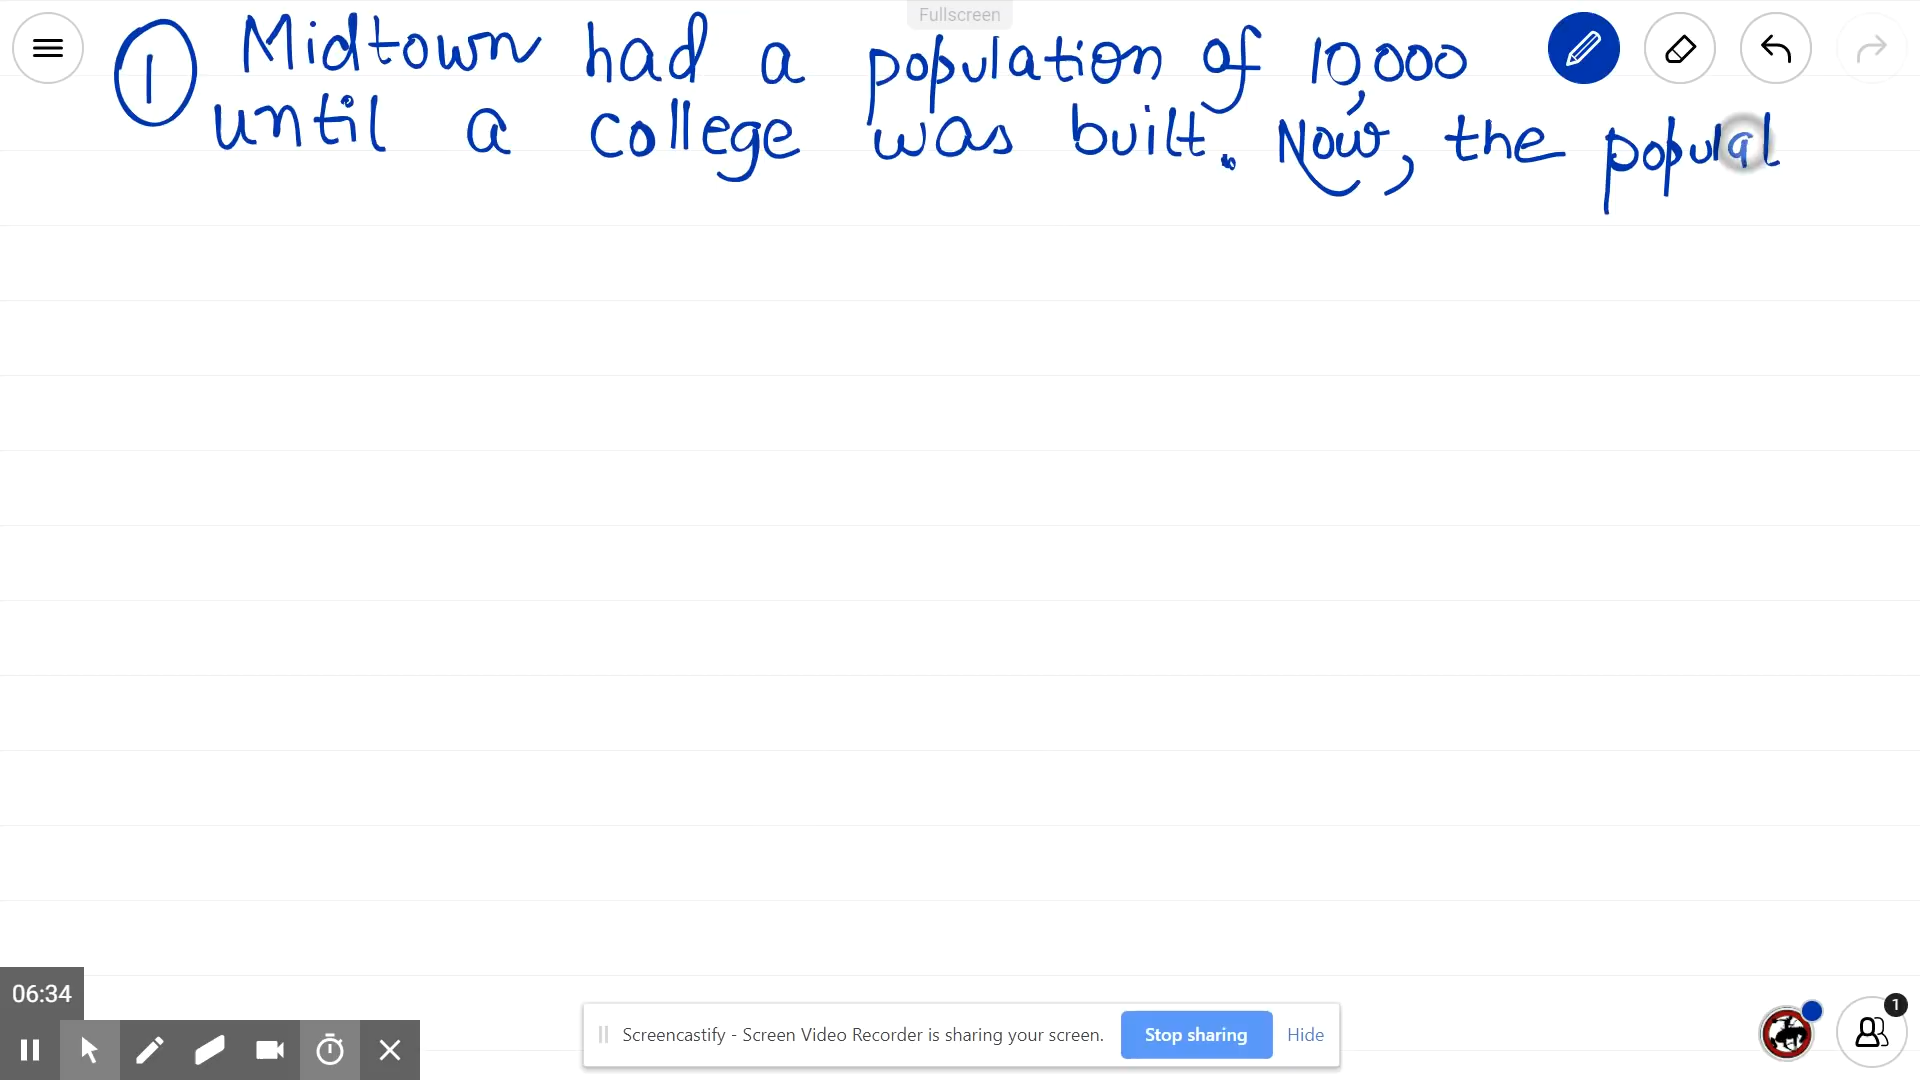 Fullscreen
① Midtown had a population of 10,000
until a college was built. Now, the populal
06:34
Screencastify - Screen Video Recorder is sharing your screen. Stop sharing Hide
1